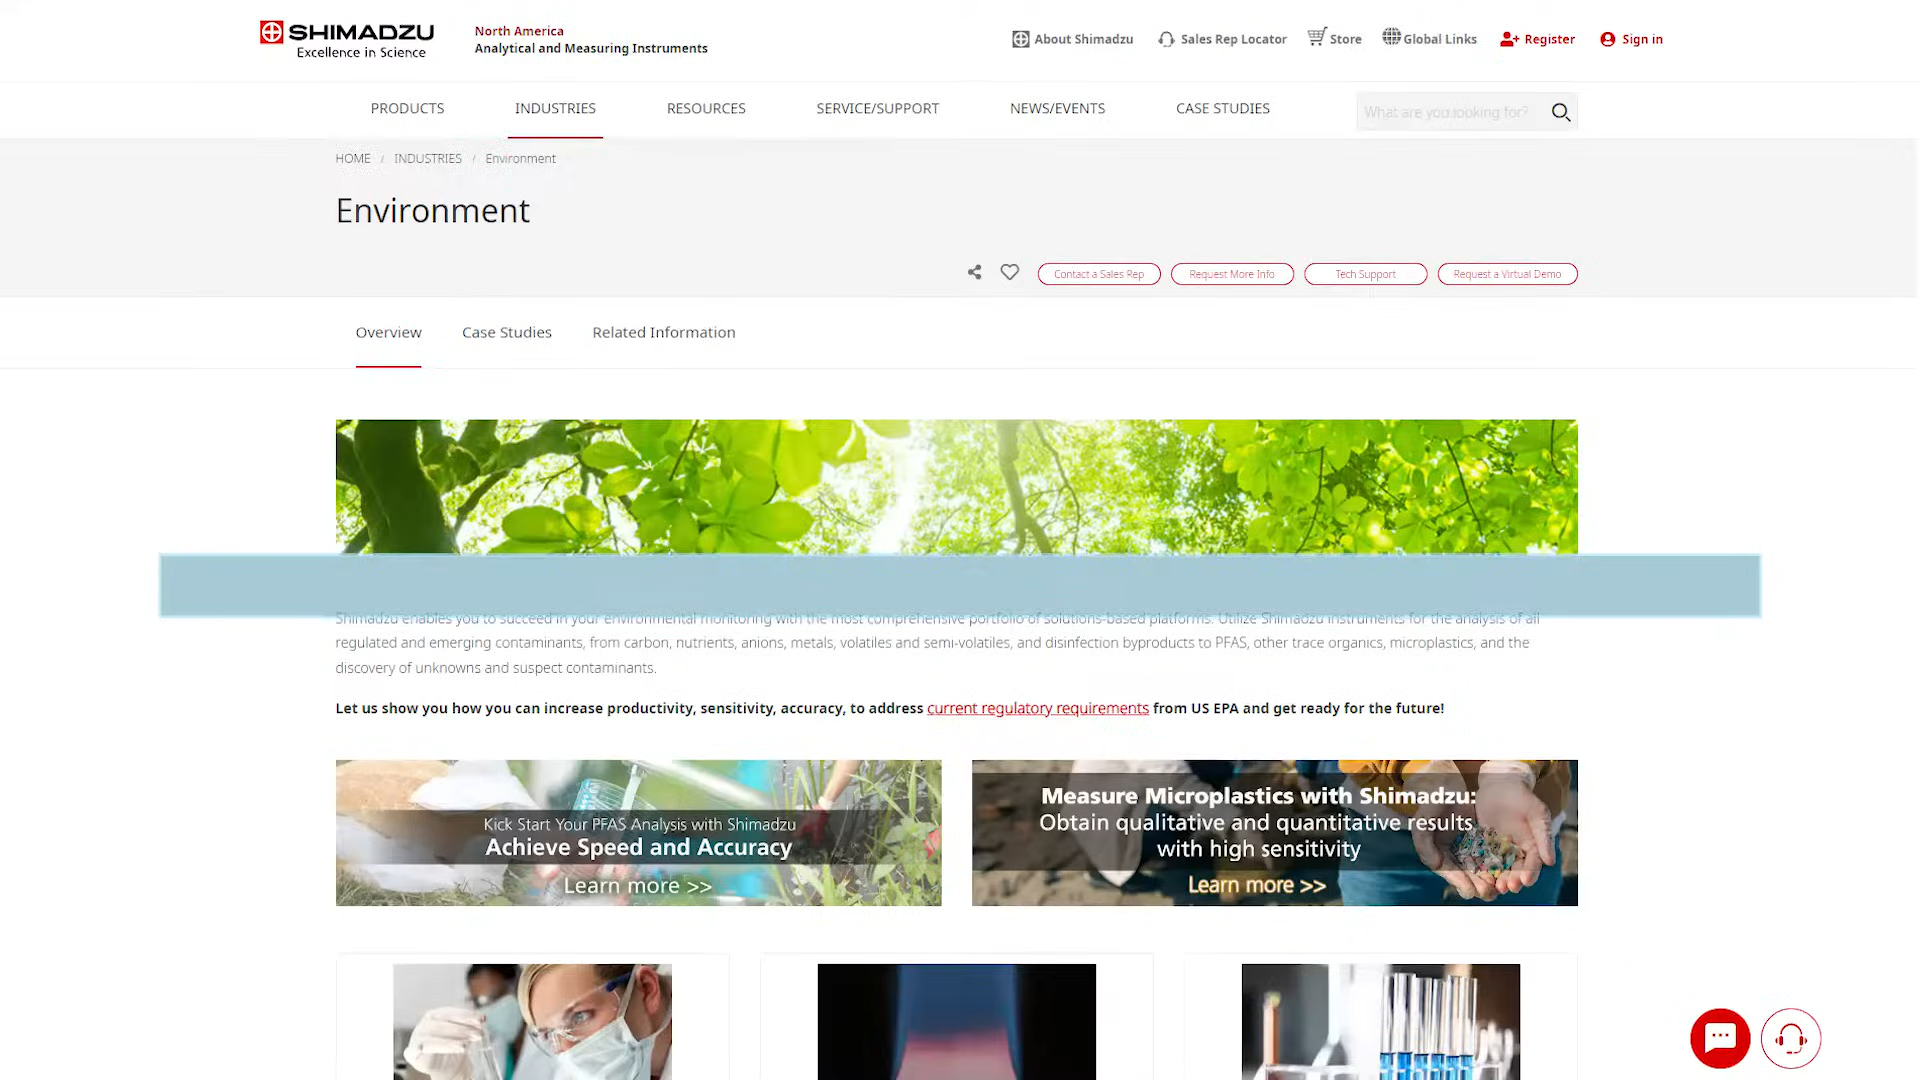 SHIMADZU
Excellence in Science
North America
Analytical and Measuring Instruments
About Shimadzu
Sales Rep Locator
Store
Global Links
Register
Sign in
PRODUCTS
INDUSTRIES
RESOURCES
SERVICE/SUPPORT
NEWS/EVENTS
CASE STUDIES
What are you looking for?
HOME / INDUSTRIES / Environment
Environment
Contact a Sales Rep
Request More Info
Tech Support
Request a Virtual Demo
Overview
Case Studies
Related Information
Shimadzu enables you to succeed in your environmental monitoring with the most comprehensive portfolio of solutions-based platforms. Utilize Shimadzu instruments for the analysis of all
regulated and emerging contaminants, from carbon, nutrients, anions, metals, volatiles and semi-volatiles, and disinfection byproducts to PFAS, other trace organics, microplastics, and the
discovery of unknowns and suspect contaminants.
Let us show you how you can increase productivity, sensitivity, accuracy, to address current regulatory requirements from US EPA and get ready for the future!
Kick Start Your PFAS Analysis with Shimadzu
Achieve Speed and Accuracy
Learn more >>
Measure Microplastics with Shimadzu:
Obtain qualitative and quantitative results
with high sensitivity
Learn more >>